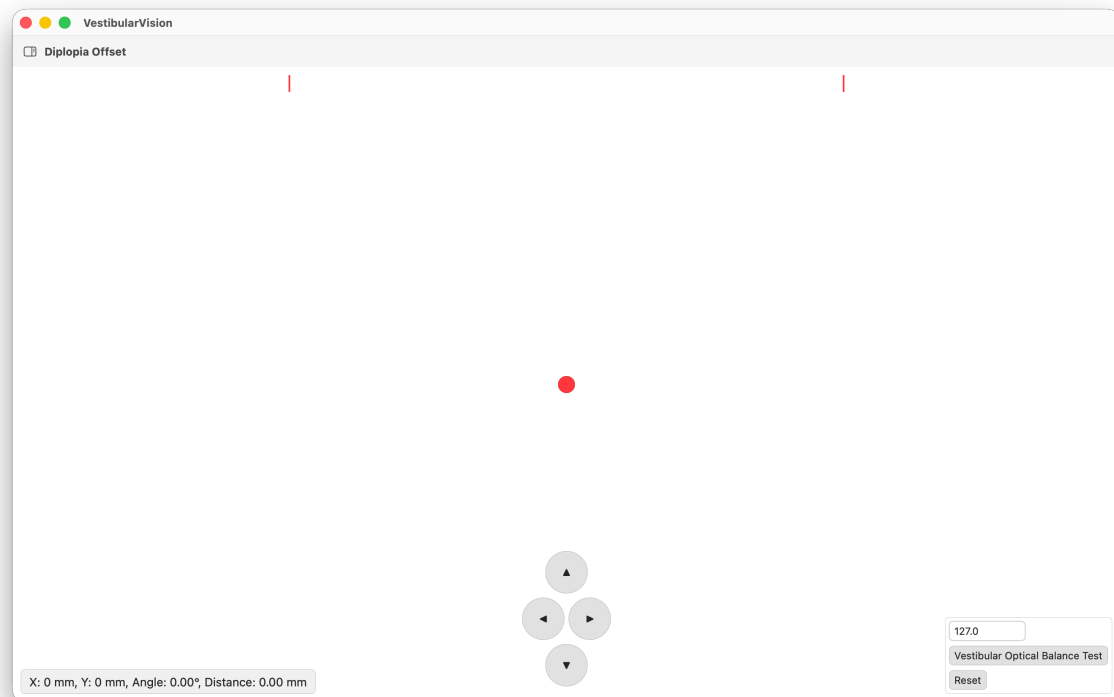 VestibularVision
Diplopia Offset
▲
◄ ►
▼
127.0
Vestibular Optical Balance Test
Reset
X: 0 mm, Y: 0 mm, Angle: 0.00°, Distance: 0.00 mm